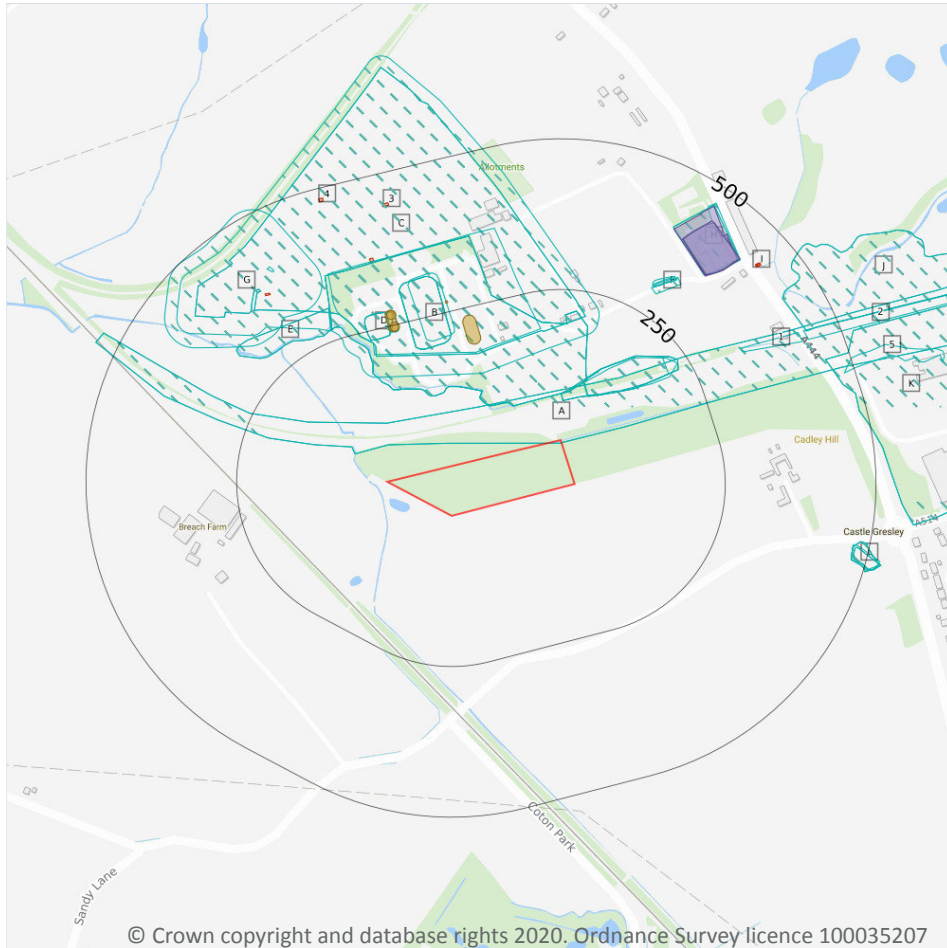 Allotments
500
4
3
C
I
J
G
B
D
E
250
2
1
A444
5
K
A
Cadley Hill
Castle Gresley
A514
Breach Farm
Coton Park
Sandy Lane
© Crown copyright and database rights 2020. Ordnance Survey licence 100035207